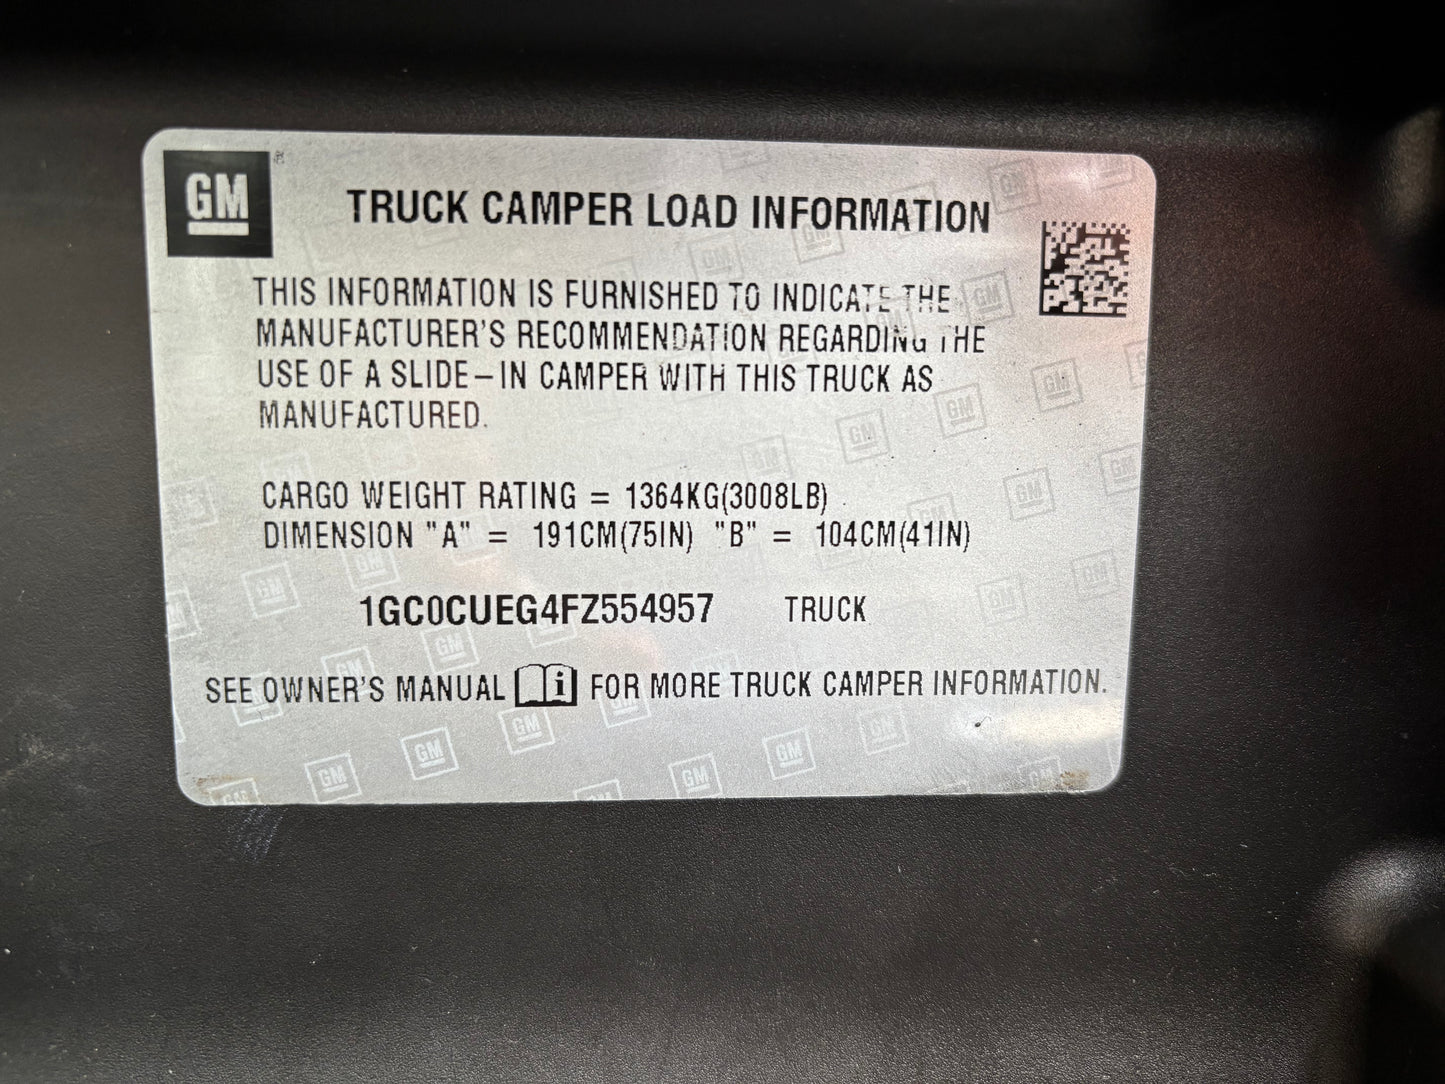 GM
TRUCK CAMPER LOAD INFORMATION
THIS INFORMATION IS FURNISHED TO INDICATE THE
MANUFACTURER'S RECOMMENDATION REGARDING THE
USE OF A SLIDE-IN CAMPER WITH THIS TRUCK AS
MANUFACTURED.
CARGO WEIGHT RATING = 1364KG(3008LB)
DIMENSION "A" = 191CM(75IN) "B" = 104CM(41IN)
1GC0CUEG4FZ554957 TRUCK
SEE OWNER'S MANUAL i FOR MORE TRUCK CAMPER INFORMATION.